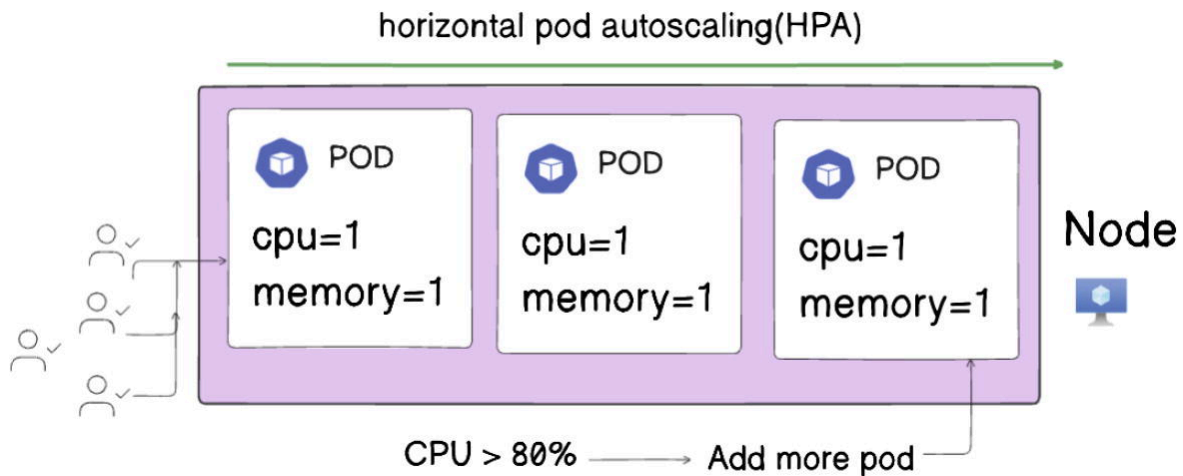 horizontal pod autoscaling(HPA)
POD
cpu=1
memory=1
POD
cpu=1
memory=1
POD
cpu=1
memory=1
Node
CPU > 80%
Add more pod